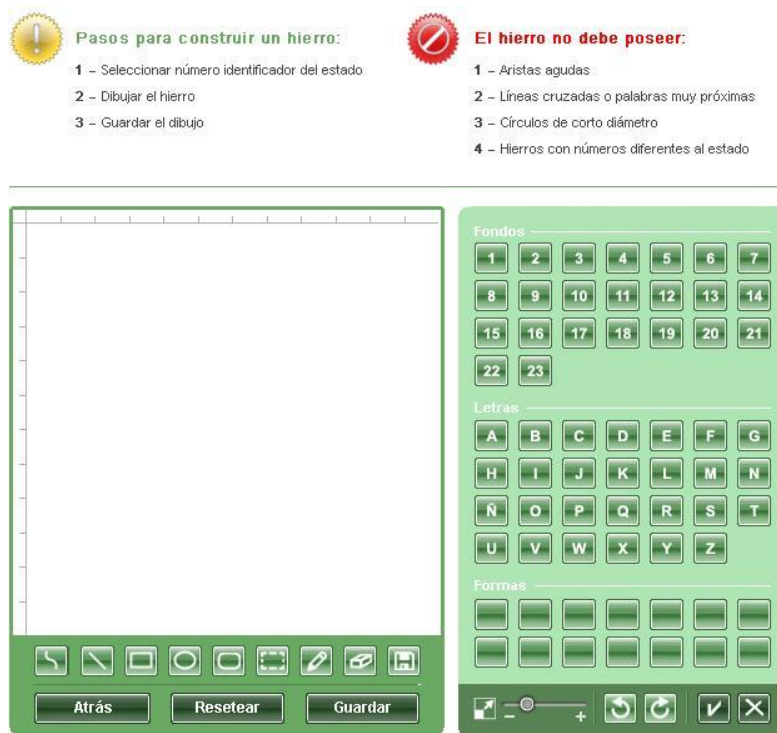 Pasos para construir un hierro:
1 – Seleccionar número identificador del estado
2 – Dibujar el hierro
3 – Guardar el dibujo
El hierro no debe poseer:
1 – Aristas agudas
2 – Líneas cruzadas o palabras muy próximas
3 – Círculos de corto diámetro
4 – Hierros con números diferentes al estado
Fondos
1 2 3 4 5 6 7
8 9 10 11 12 13 14
15 16 17 18 19 20 21
22 23
Letras
A B C D E F G
H I J K L M N
Ñ O P Q R S T
U V W X Y Z
Formas
Atrás Resetear Guardar